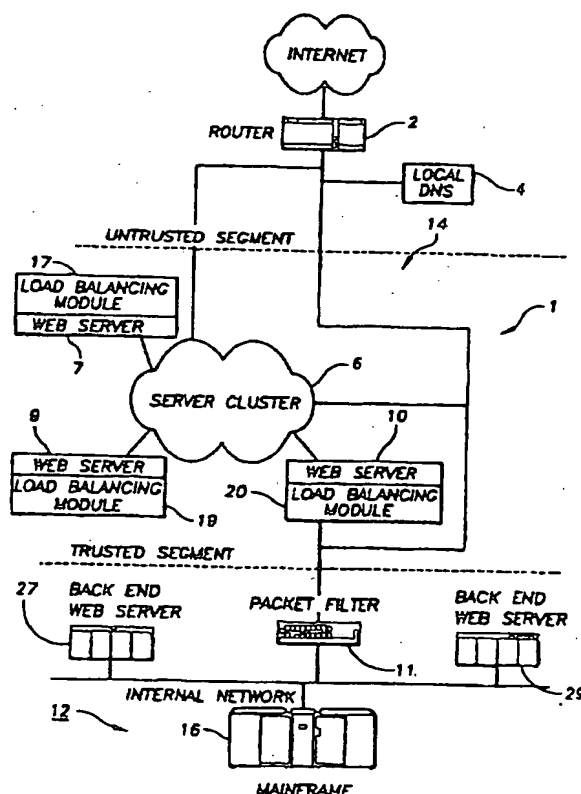 INTERNET
ROUTER
2
LOCAL
DNS
4
UNTRUSTED SEGMENT
14
17
LOAD BALANCING
MODULE
WEB SERVER
7
1
6
SERVER CLUSTER
9
WEB SERVER
LOAD BALANCING
MODULE
19
10
WEB SERVER
LOAD BALANCING
MODULE
20
TRUSTED SEGMENT
27
BACK END
WEB SERVER
PACKET FILTER
11
BACK END
WEB SERVER
29
INTERNAL NETWORK
12
16
MAINFRAME